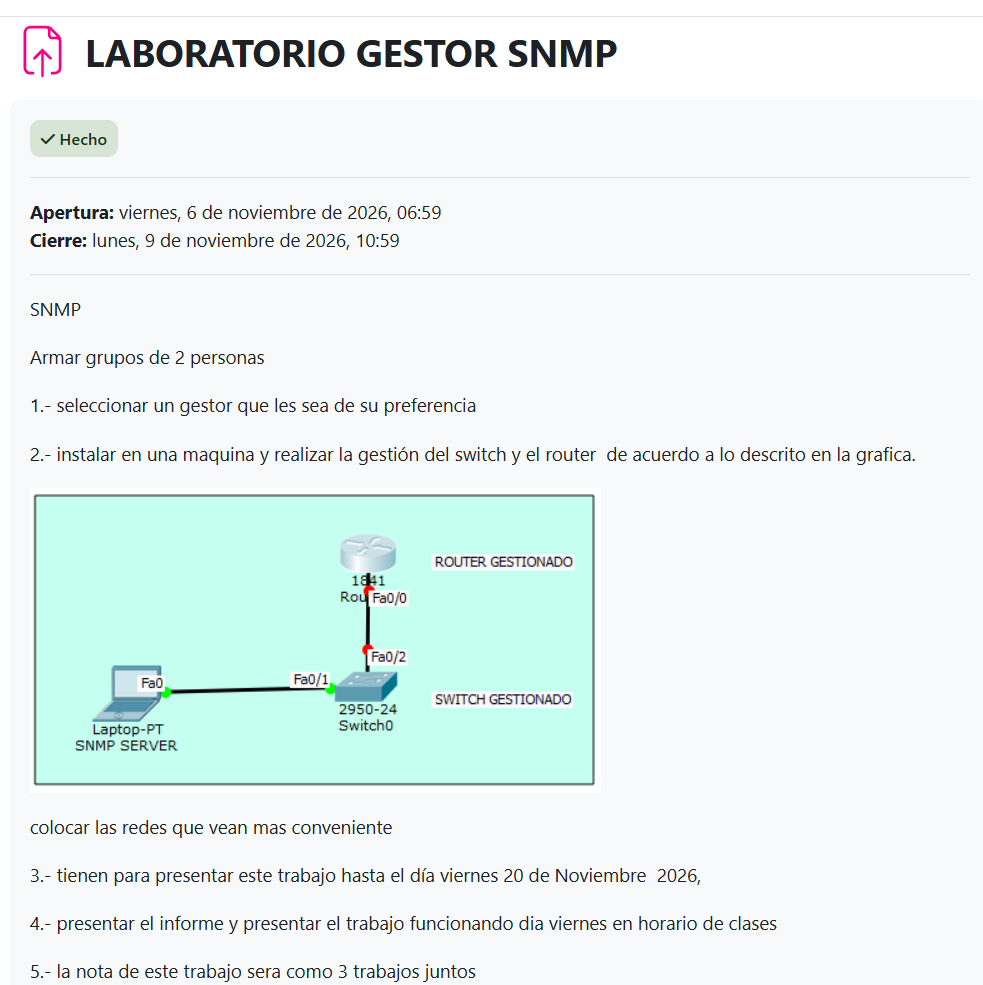 LABORATORIO GESTOR SNMP
Hecho
Apertura: viernes, 6 de noviembre de 2026, 06:59
Cierre: lunes, 9 de noviembre de 2026, 10:59
SNMP
Armar grupos de 2 personas
1.- seleccionar un gestor que les sea de su preferencia
2.- instalar en una maquina y realizar la gestión del switch y el router  de acuerdo a lo descrito en la grafica.
ROUTER GESTIONADO
1841
Rou
Fa0/0
Fa0/2
Fa0
Fa0/1
SWITCH GESTIONADO
2950-24
Switch0
Laptop-PT
SNMP SERVER
colocar las redes que vean mas conveniente
3.- tienen para presentar este trabajo hasta el día viernes 20 de Noviembre  2026,
4.- presentar el informe y presentar el trabajo funcionando dia viernes en horario de clases
5.- la nota de este trabajo sera como 3 trabajos juntos